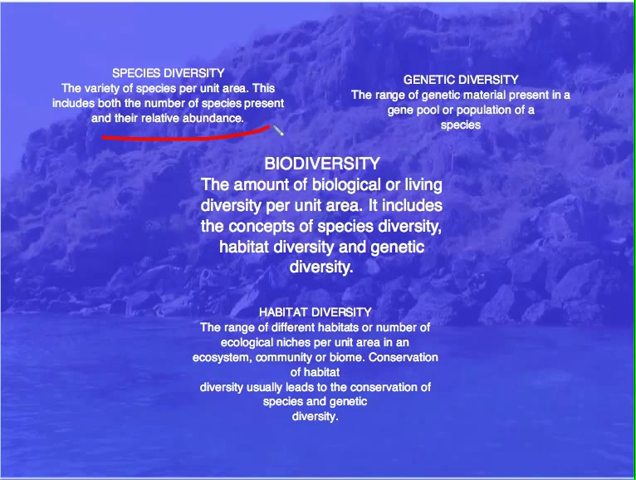 SPECIES DIVERSITY
The variety of species per unit area. This
includes both the number of species present
and their relative abundance.
GENETIC DIVERSITY
The range of genetic material present in a
gene pool or population of a
species
BIODIVERSITY
The amount of biological or living
diversity per unit area. It includes
the concepts of species diversity,
habitat diversity and genetic
diversity.
HABITAT DIVERSITY
The range of different habitats or number of
ecological niches per unit area in an
ecosystem, community or biome. Conservation
of habitat
diversity usually leads to the conservation of
species and genetic
diversity.